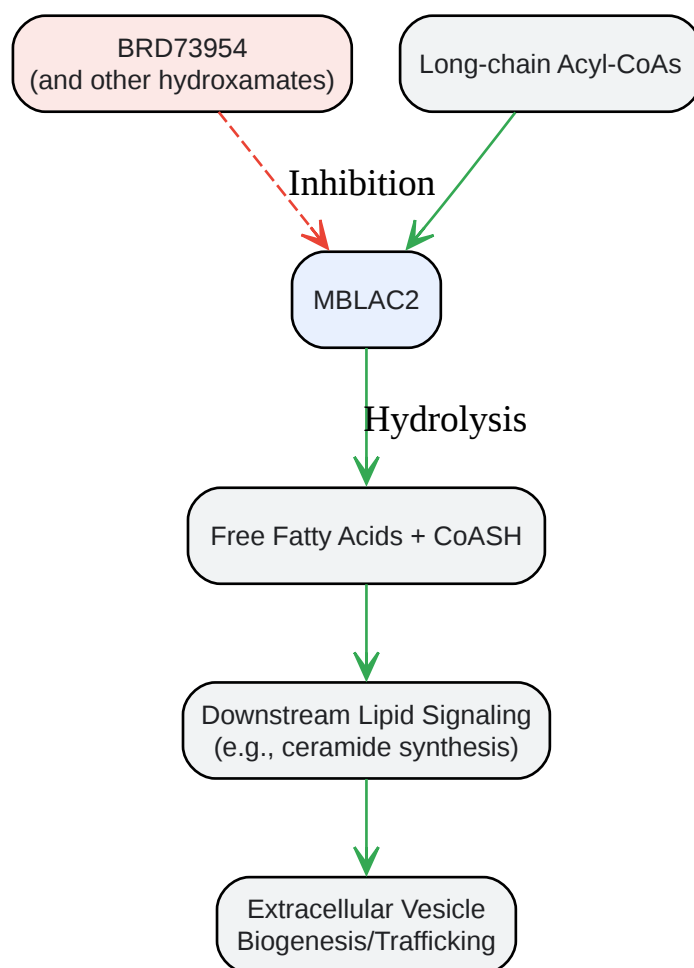 BRD73954
(and other hydroxamates)
Long-chain Acyl-CoAs
Inhibition
MBLAC2
Hydrolysis
Free Fatty Acids + CoASH
Downstream Lipid Signaling
(e.g., ceramide synthesis)
Extracellular Vesicle
Biogenesis/Trafficking